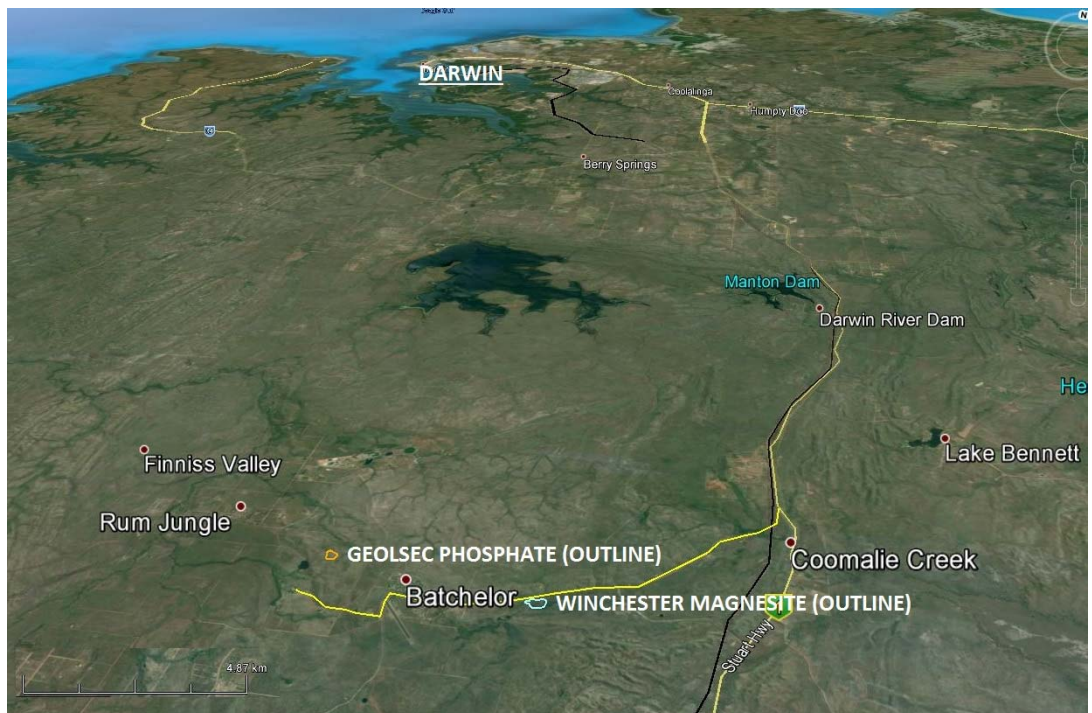 N
DARWIN
Coolalinga
Humpty Doo
Berry Springs
Manton Dam
Darwin River Dam
He
Finniss Valley
Lake Bennett
Rum Jungle
GEOLSEC PHOSPHATE (OUTLINE)
Coomalie Creek
Batchelor
WINCHESTER MAGNESITE (OUTLINE)
Stuart Hwy
4.87 km